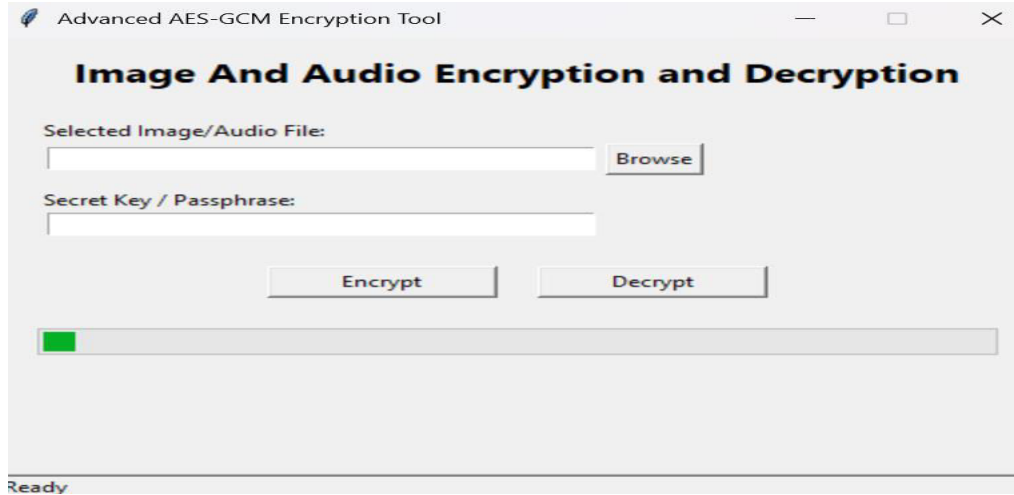 Advanced AES-GCM Encryption Tool
Image And Audio Encryption and Decryption
Selected Image/Audio File:
Browse
Secret Key / Passphrase:
Encrypt Decrypt
Ready